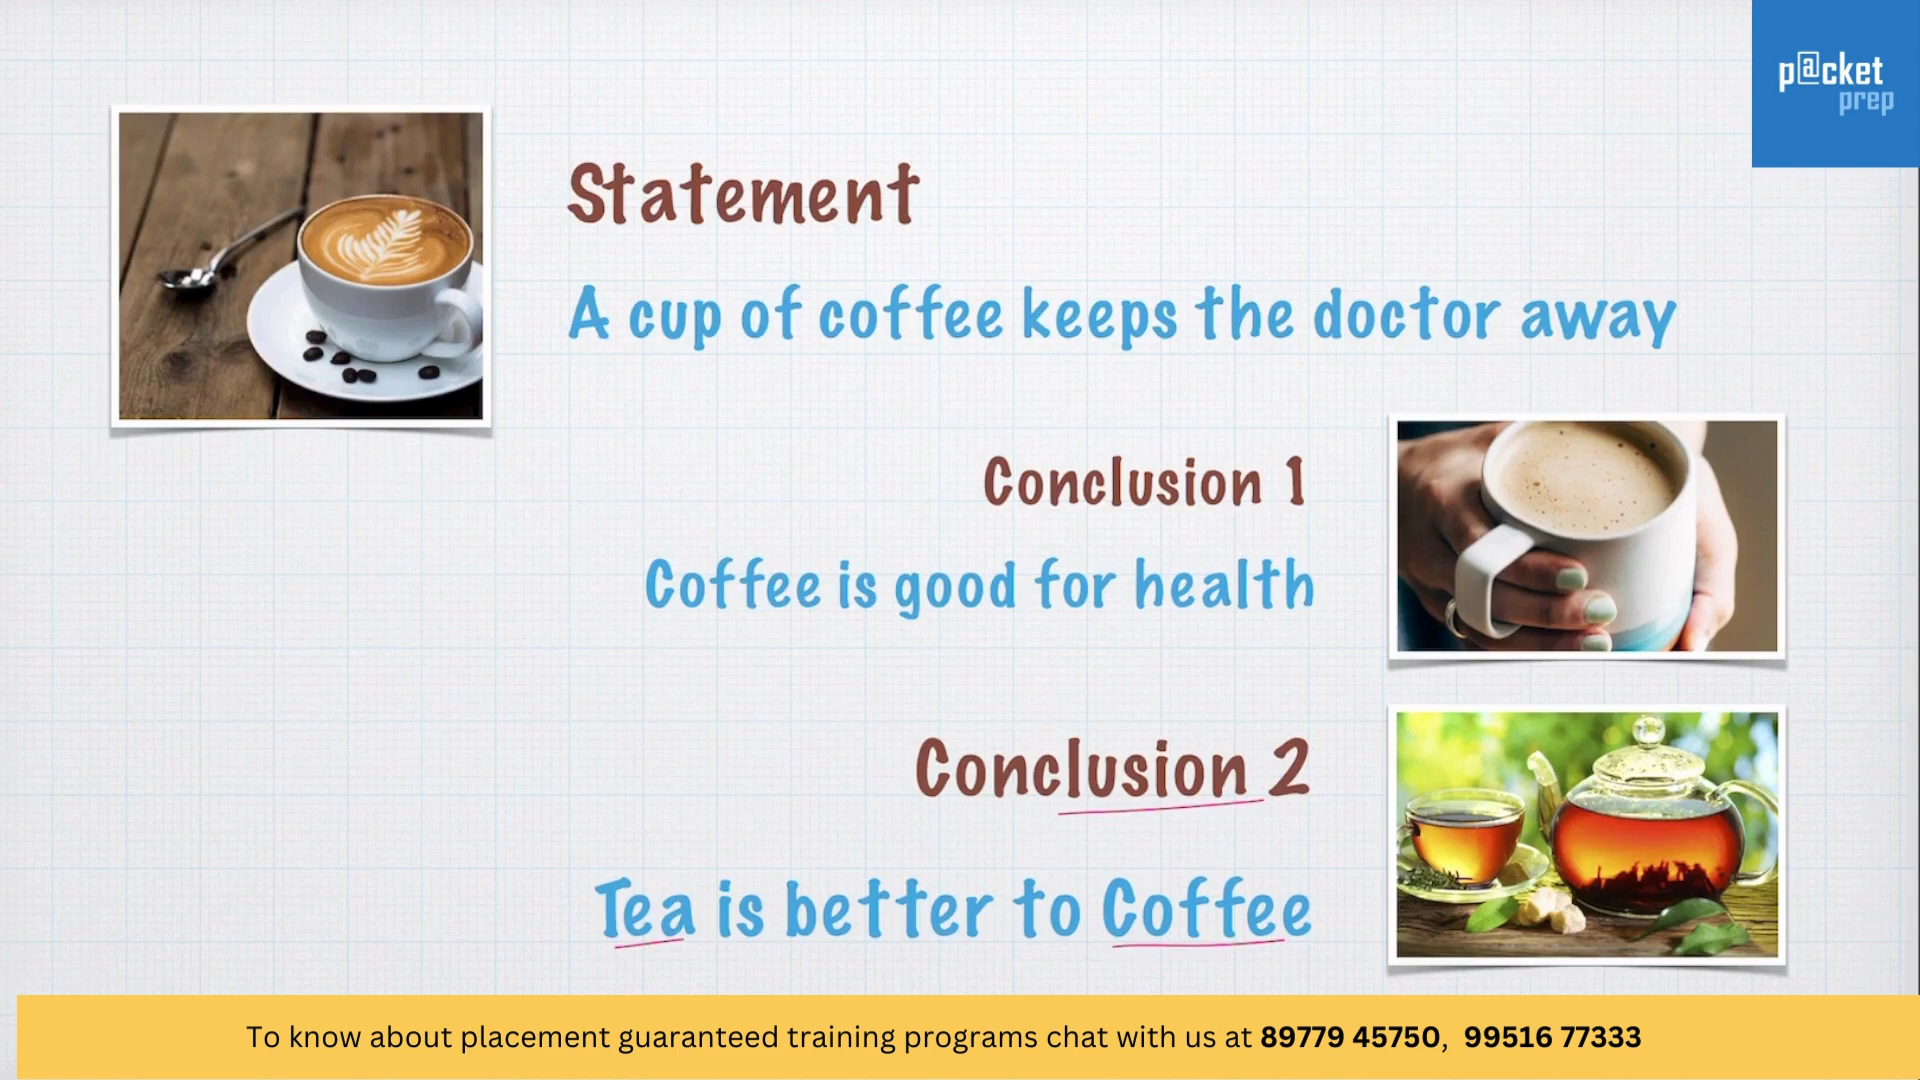 p@cket
prep
Statement
A cup of coffee keeps the doctor away
Conclusion 1
Coffee is good for health
Conclusion 2
Tea is better to Coffee
To know about placement guaranteed training programs chat with us at 89779 45750,  99516 77333